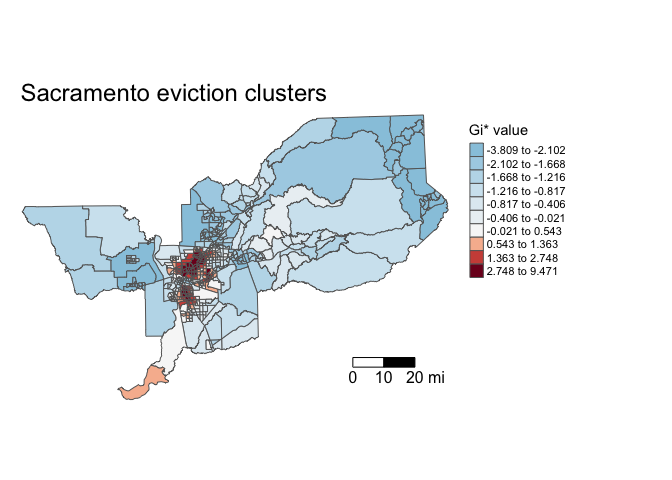 Sacramento eviction clusters
Gi* value
-3.809 to -2.102
-2.102 to -1.668
-1.668 to -1.216
-1.216 to -0.817
-0.817 to -0.406
-0.406 to -0.021
-0.021 to 0.543
0.543 to 1.363
1.363 to 2.748
2.748 to 9.471
0 10 20 mi